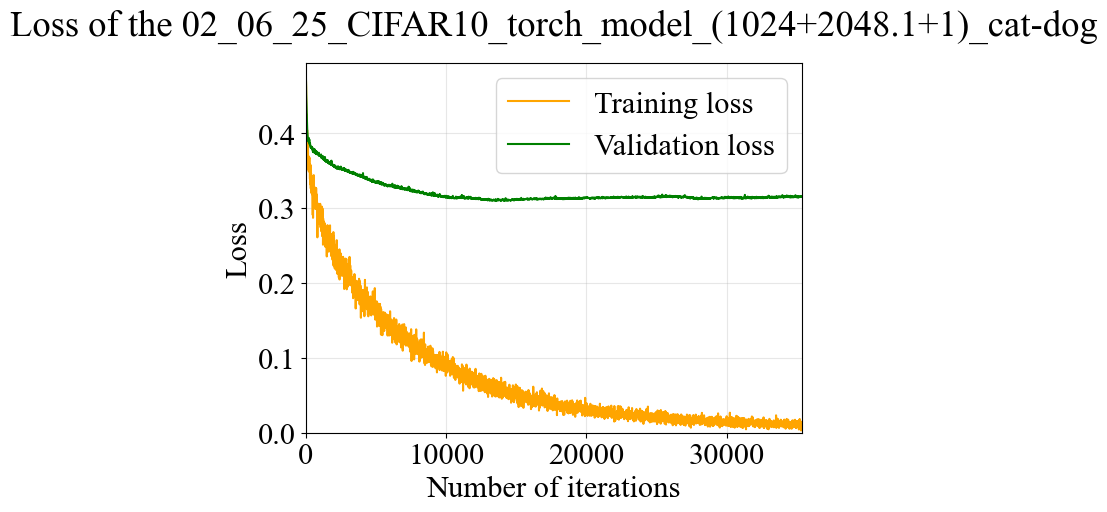 Loss of the 02_06_25_CIFAR10_torch_model_(1024+2048.1+1)_cat-dog
Training loss
Validation loss
0.4
0.3
0.2
0.1
0.0
Loss
0 10000 20000 30000
Number of iterations